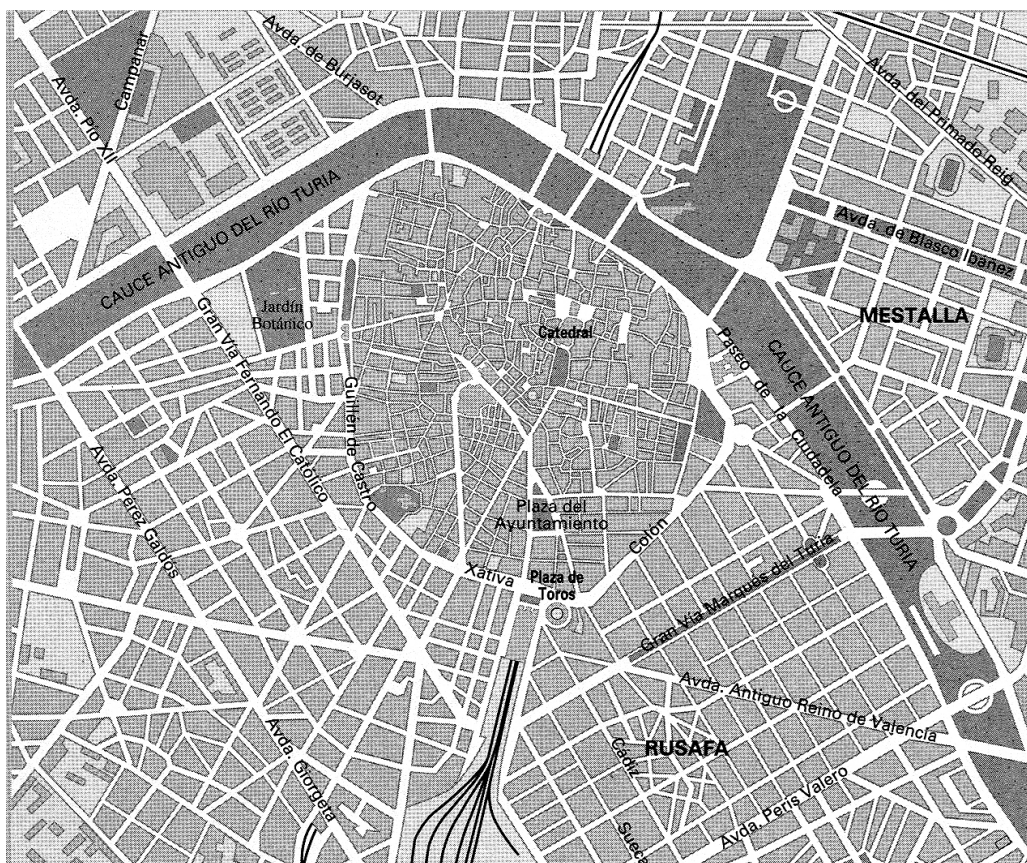 Avda. de Burjasot
Campanar
Avda. Pío XII
Avda. del Primado Reig
CAUCE ANTIGUO DEL RÍO TURIA
Avda. de Blasco Ibáñez
Jardín
Botánico
MESTALLA
Catedral
Gran Vía Fernando El Católico
Paseo de la Ciudadela
CAUCE ANTIGUO DEL RÍO TURIA
Guillen de Castro
Avda. Pérez Galdós
Plaza del
Ayuntamiento
Colón
Xátiva
Plaza de
Toros
Gran Vía Marqués del Turia
Avda. Antiguo Reino de Valencia
RUSAFA
Cádiz
Avda. Giorgeta
Avda. Peris Valero
Sueca